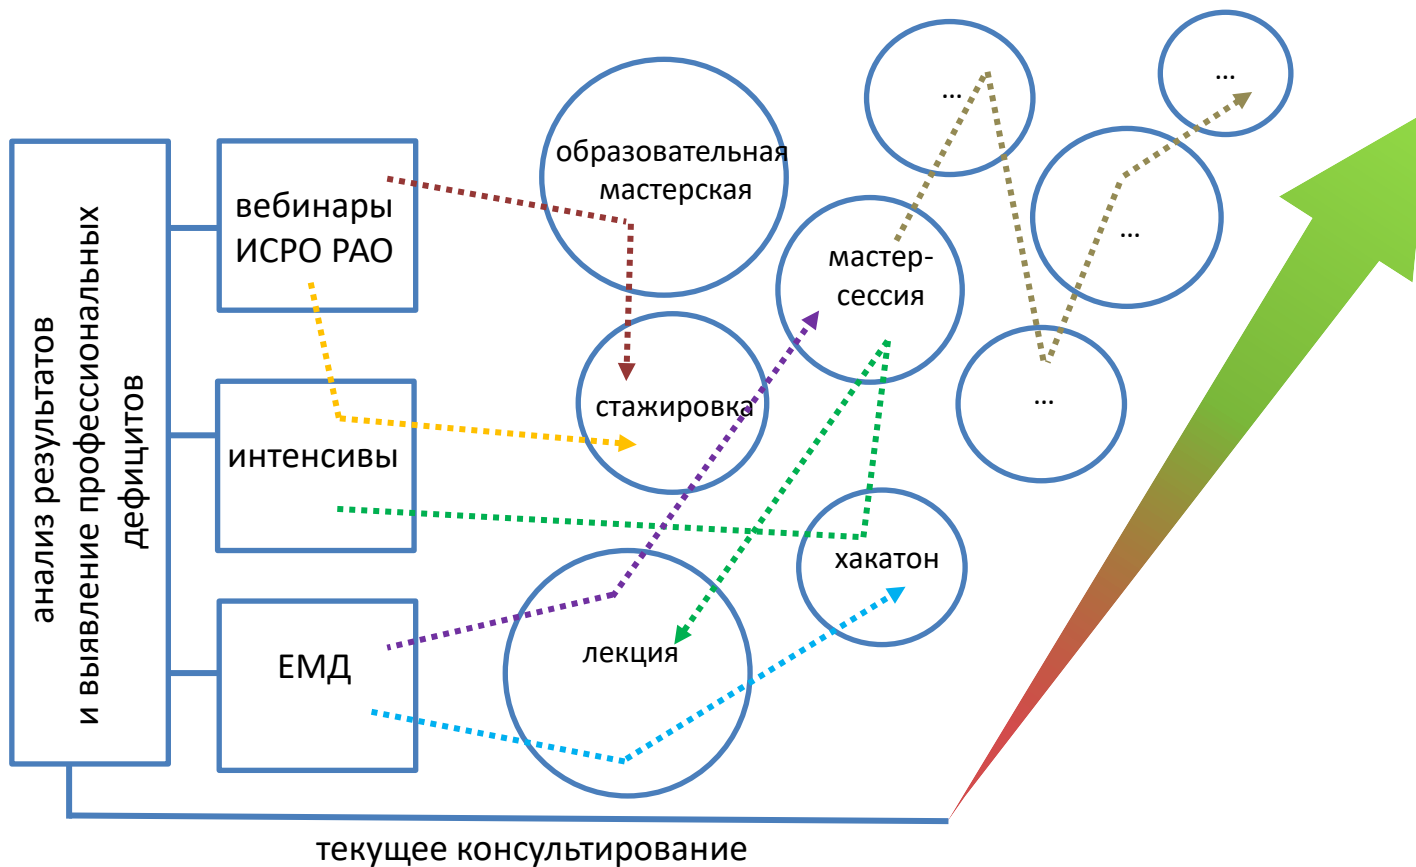 анализ результатов
и выявление профессиональных
дефицитов
вебинары
ИСРО РАО
интенсивы
ЕМД
образовательная
мастерская
стажировка
лекция
мастер-
сессия
хакатон
...
...
...
...
текущее консультирование